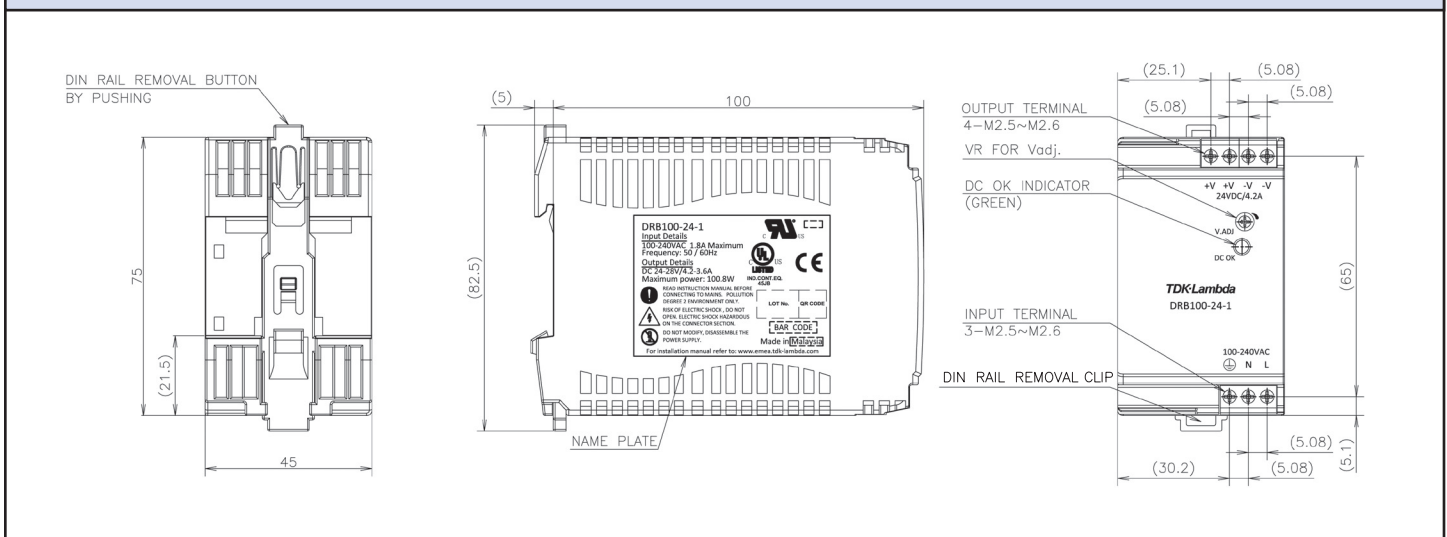 DIN RAIL REMOVAL BUTTON
BY PUSHING
75
(21.5)
45
(5)
100
(82.5)
DRB100-24-1
Input Details
100-240VAC 1.8A Maximum
Frequency: 50 / 60Hz
Output Details
DC 24-28V/4.2-3.6A
Maximum power: 100.8W
C US
C UL US
LISTED
IND.CONT.EQ.
45JB
CE
READ INSTRUCTION MANUAL BEFORE
CONNECTING TO MAINS. POLLUTION
DEGREE 2 ENVIRONMENT ONLY.
RISK OF ELECTRIC SHOCK , DO NOT
OPEN. ELECTRIC SHOCK HAZARDOUS
ON THE CONNECTOR SECTION.
DO NOT MODIFY, DISASSEMBLE THE
POWER SUPPLY.
LOT No.
QR CODE
BAR CODE
Made in Malaysia
For installation manual refer to: www.emea.tdk-lambda.com
NAME PLATE
(25.1)
(5.08)
(5.08)
(5.08)
OUTPUT TERMINAL
4-M2.5~M2.6
VR FOR Vadj.
DC OK INDICATOR
(GREEN)
+V +V -V -V
24VDC/4.2A
V.ADJ
DC OK
TDK-Lambda
DRB100-24-1
INPUT TERMINAL
3-M2.5~M2.6
100-240VAC
N L
DIN RAIL REMOVAL CLIP
(65)
(5.1)
(5.08)
(30.2)
(5.08)